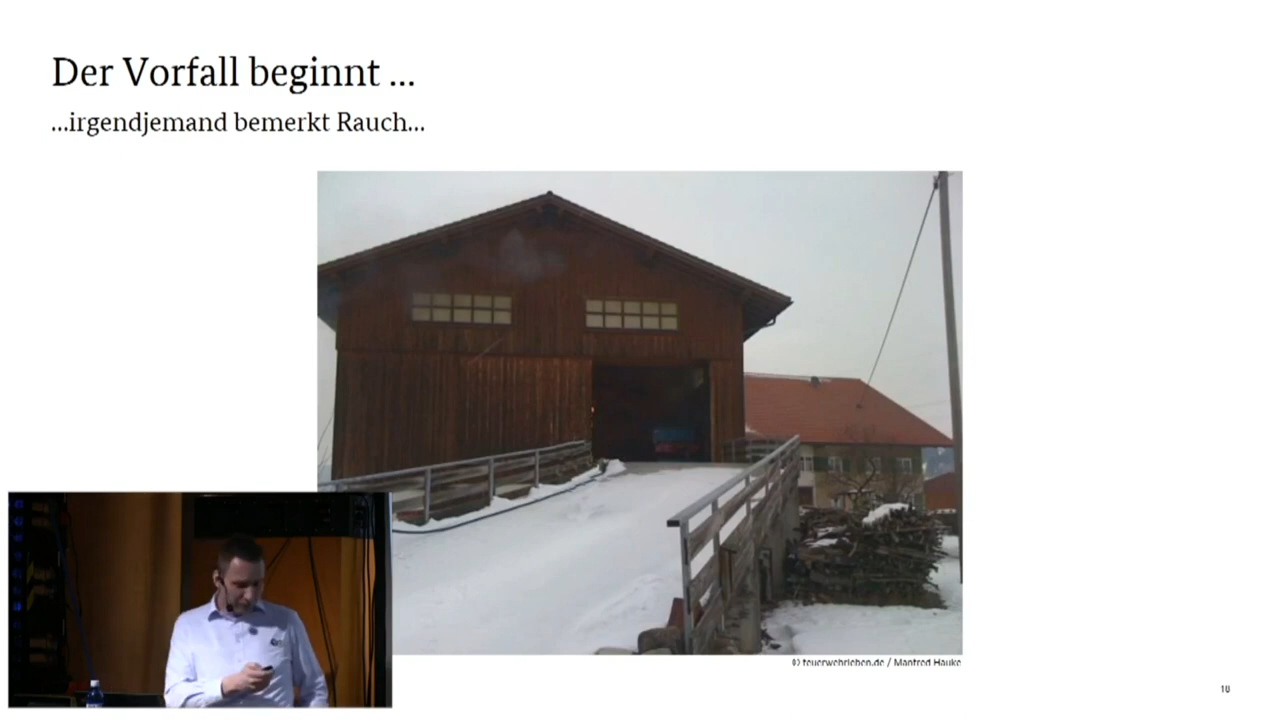 Der Vorfall beginnt ...
...irgendjemand bemerkt Rauch...
© feuerwehrleben.de / Manfred Hauke
10